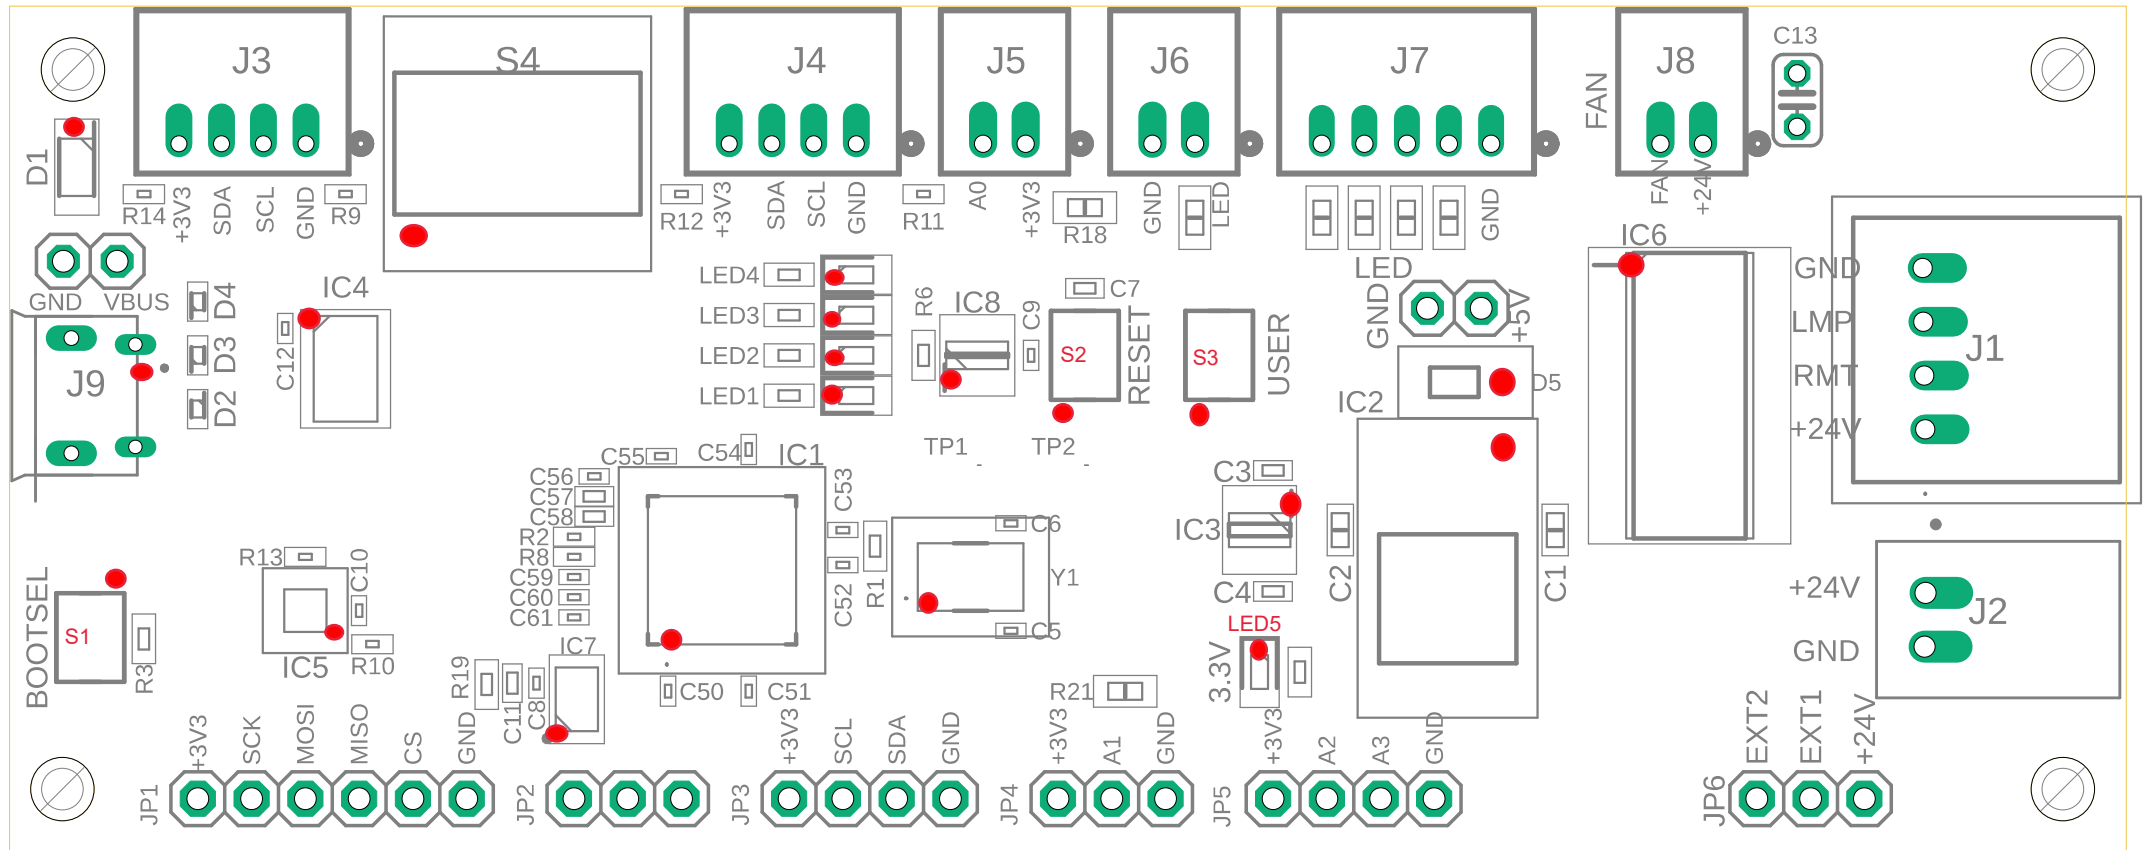 J3
S4
J4
J5
J6
J7
FAN
J8
C13
D1
R14
+3V3
SDA
SCL
GND
R9
R12
+3V3
SDA
SCL
GND
R11
A0
+3V3
R18
GND
LED
GND
FAN
+24V
IC6
GND
VBUS
D4
D3
D2
J9
C12
IC4
LED4
LED3
LED2
LED1
R6
IC8
C9
C7
S2
RESET
S3
USER
LED
GND
+5V
D5
IC2
GND
LMP
RMT
+24V
J1
TP1
-
TP2
-
C55
C54
IC1
C56
C57
C58
R2
R8
C59
C60
C61
C53
C52
R1
C6
Y1
C5
C3
IC3
C4
C2
C1
LED5
3.3V
+24V
GND
J2
BOOTSEL
S1
R3
R13
C10
IC5
R10
IC7
R19
C11
C8
C50
C51
R21
JP1
+3V3
SCK
MOSI
MISO
CS
GND
JP2
JP3
+3V3
SCL
SDA
GND
JP4
+3V3
A1
GND
JP5
+3V3
A2
A3
GND
JP6
EXT2
EXT1
+24V